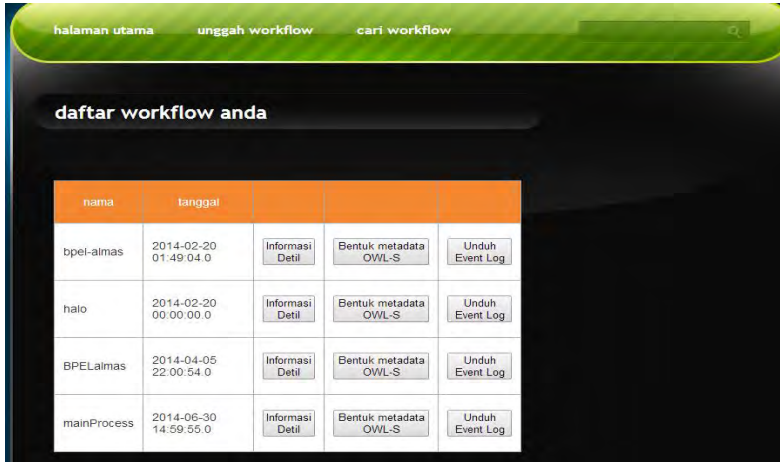 halaman utama unggah workflow cari workflow
daftar workflow anda
nama tanggal
bpel-almas 2014-02-20 01:49:04.0 Informasi Detil Bentuk metadata OWL-S Unduh Event Log
halo 2014-02-20 00:00:00.0 Informasi Detil Bentuk metadata OWL-S Unduh Event Log
BPELalmas 2014-04-05 22:00:54.0 Informasi Detil Bentuk metadata OWL-S Unduh Event Log
mainProcess 2014-06-30 14:59:55.0 Informasi Detil Bentuk metadata OWL-S Unduh Event Log